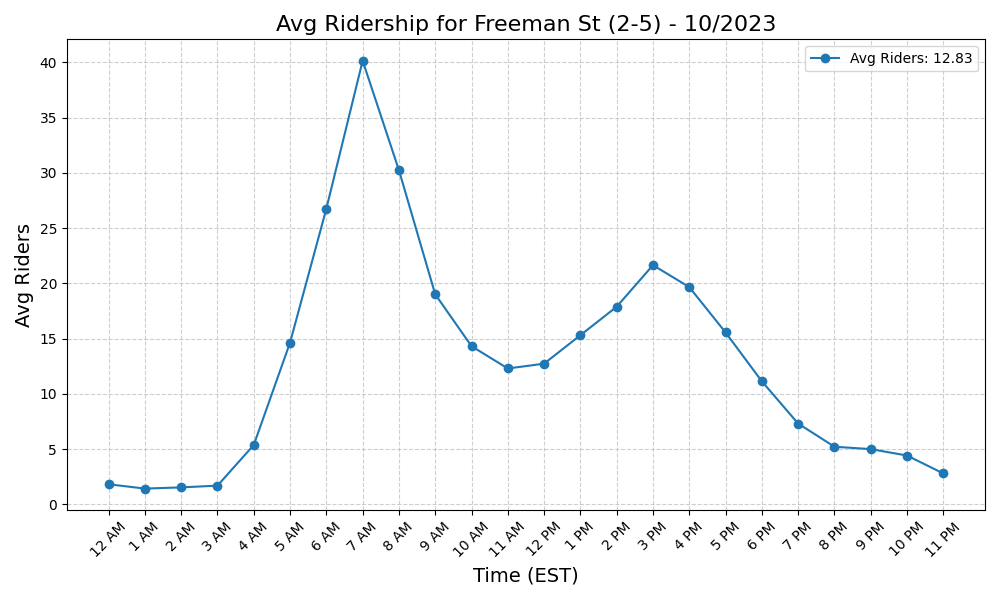 Avg Ridership for Freeman St (2-5) - 10/2023
Avg Riders: 12.83
Avg Riders
40
35
30
25
20
15
10
5
0
12 AM
1 AM
2 AM
3 AM
4 AM
5 AM
6 AM
7 AM
8 AM
9 AM
10 AM
11 AM
12 PM
1 PM
2 PM
3 PM
4 PM
5 PM
6 PM
7 PM
8 PM
9 PM
10 PM
11 PM
Time (EST)